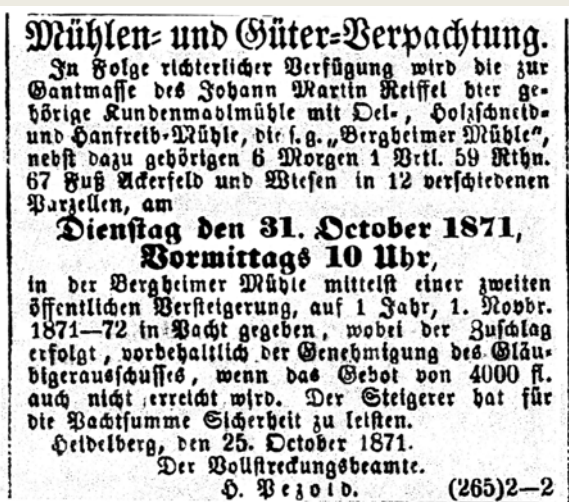 Mühlen- und Güter-Verpachtung.
In Folge richterlicher Verfügung wird die zur
Gantmasse des Johann Martin Reiffel hier ge-
hörige Kundenmahlmühle mit Oel-, Holzschneid-
und Hanfreib-Mühle, die s. g. „Bergheimer Mühle",
nebst dazu gehörigen 6 Morgen 1 Vrtl. 59 Rthn.
67 Fuß Ackerfeld und Wiesen in 12 verschiedenen
Parzellen, am
Dienstag den 31. October 1871,
Vormittags 10 Uhr,
in der Bergheimer Mühle mittelst einer zweiten
öffentlichen Versteigerung, auf 1 Jahr, 1. Novbr.
1871—72 in Pacht gegeben, wobei der Zuschlag
erfolgt, vorbehaltlich der Genehmigung des Gläu-
bigerausschusses, wenn das Gebot von 4000 fl.
auch nicht erreicht wird. Der Steigerer hat für
die Pachtsumme Sicherheit zu leisten.
Heidelberg, den 25. October 1871.
Der Vollstreckungsbeamte.
H. Pezold. (265)2—2